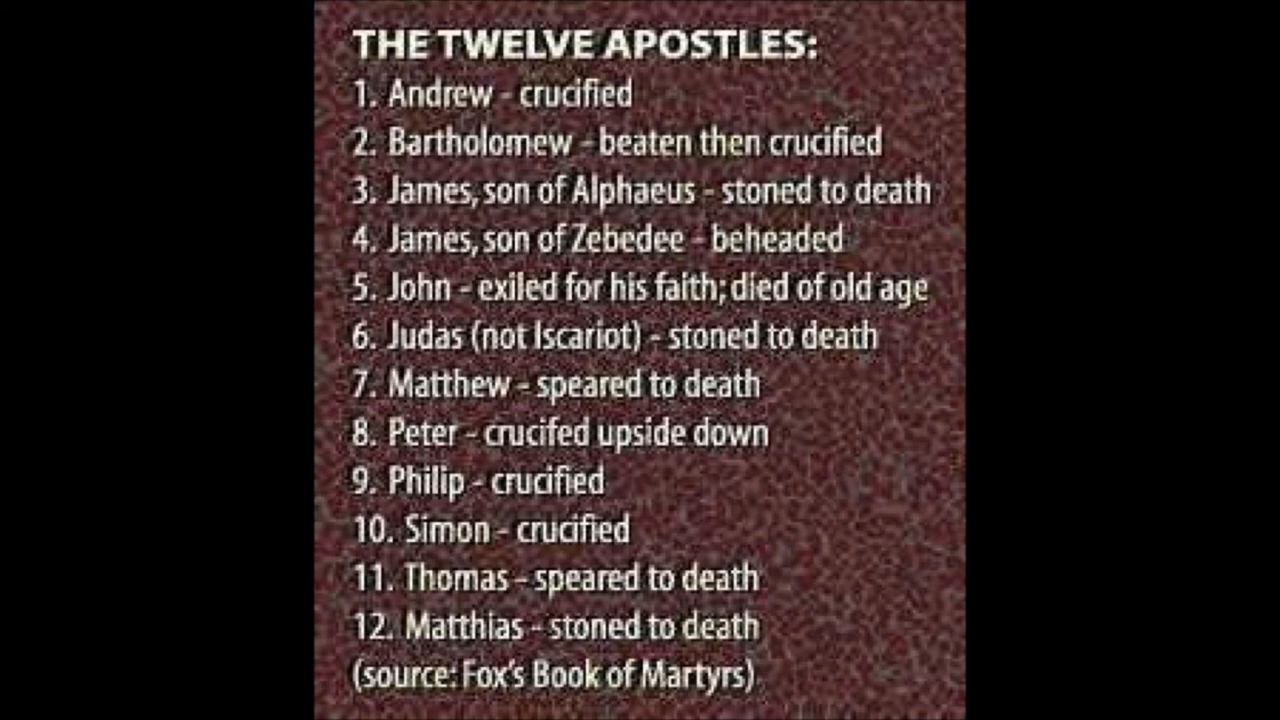 THE TWELVE APOSTLES:
1. Andrew - crucified
2. Bartholomew - beaten then crucified
3. James, son of Alphaeus - stoned to death
4. James, son of Zebedee - beheaded
5. John - exiled for his faith; died of old age
6. Judas (not Iscariot) - stoned to death
7. Matthew - speared to death
8. Peter - crucifed upside down
9. Philip - crucified
10. Simon - crucified
11. Thomas - speared to death
12. Matthias - stoned to death
(source: Fox's Book of Martyrs)